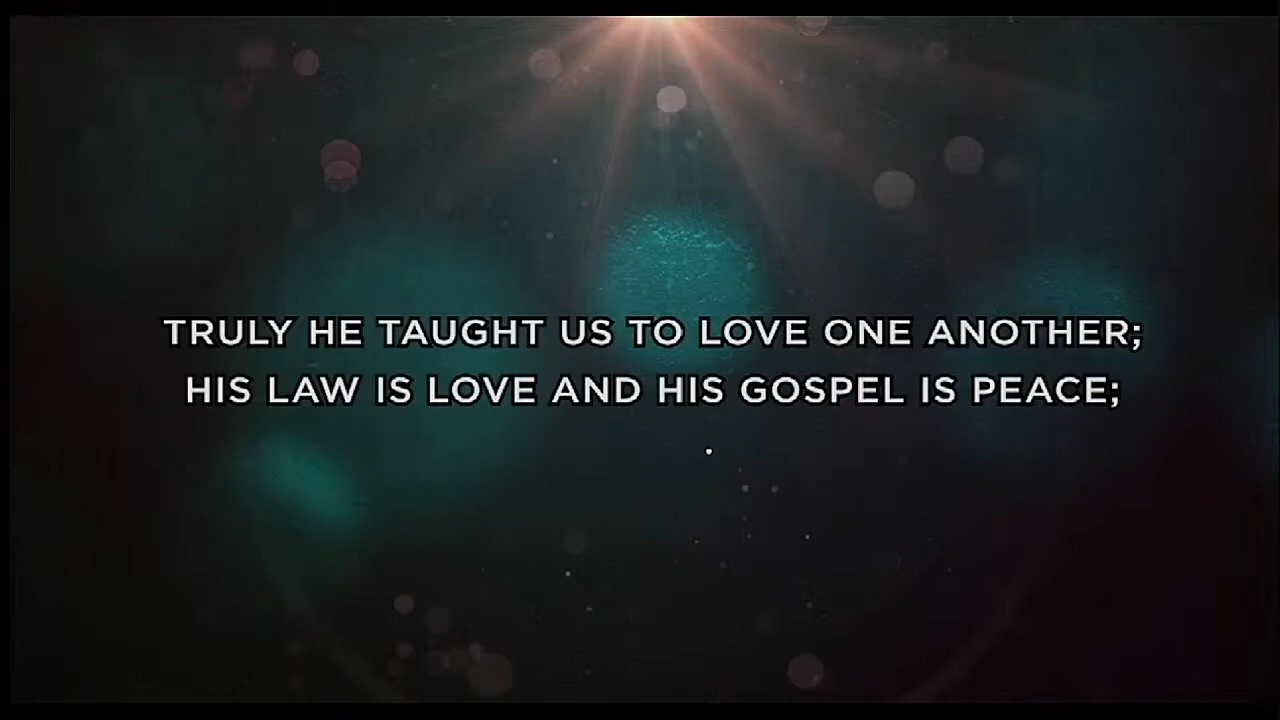 TRULY HE TAUGHT US TO LOVE ONE ANOTHER;
HIS LAW IS LOVE AND HIS GOSPEL IS PEACE;